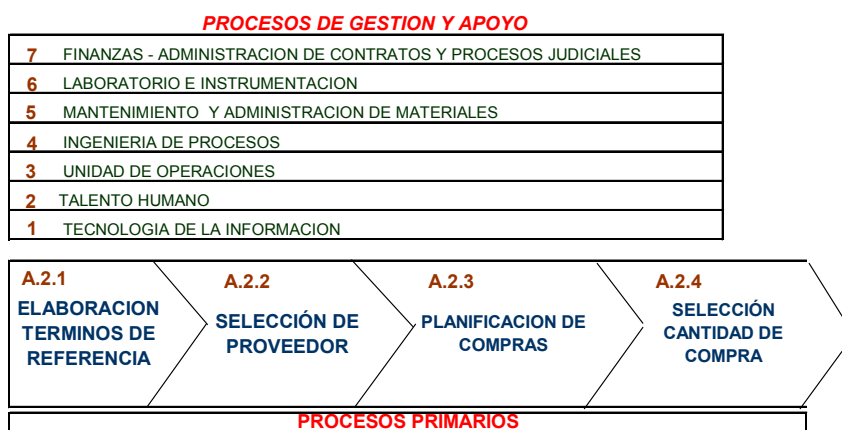 PROCESOS DE GESTION Y APOYO
7 FINANZAS - ADMINISTRACION DE CONTRATOS Y PROCESOS JUDICIALES
6 LABORATORIO E INSTRUMENTACION
5 MANTENIMIENTO Y ADMINISTRACION DE MATERIALES
4 INGENIERIA DE PROCESOS
3 UNIDAD DE OPERACIONES
2 TALENTO HUMANO
1 TECNOLOGIA DE LA INFORMACION
A.2.1
ELABORACION
TERMINOS DE
REFERENCIA
A.2.2
SELECCIÓN DE
PROVEEDOR
A.2.3
PLANIFICACION DE
COMPRAS
A.2.4
SELECCIÓN
CANTIDAD DE
COMPRA
PROCESOS PRIMARIOS